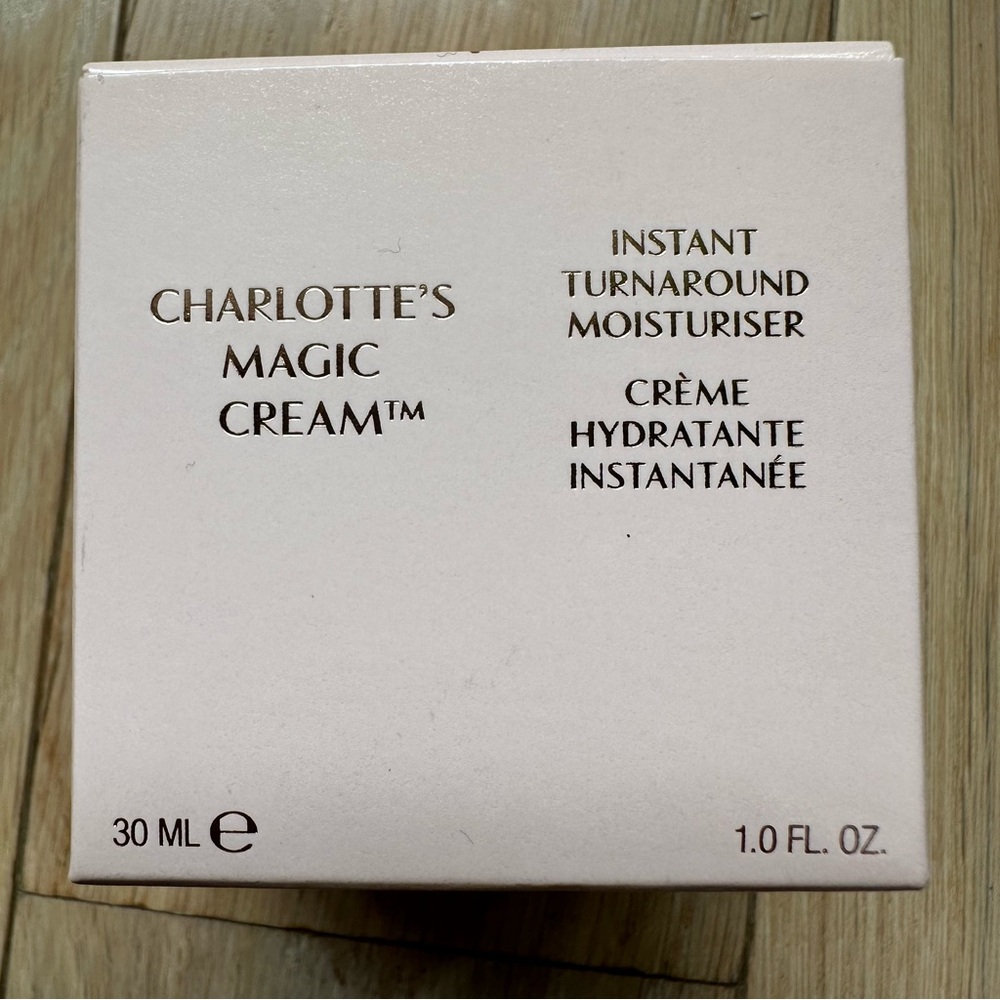 CHARLOTTE'S
MAGIC
CREAM™
INSTANT
TURNAROUND
MOISTURISER
CRÈME
HYDRATANTE
INSTANTANÉE
30 ML ℮
1.0 FL. OZ.